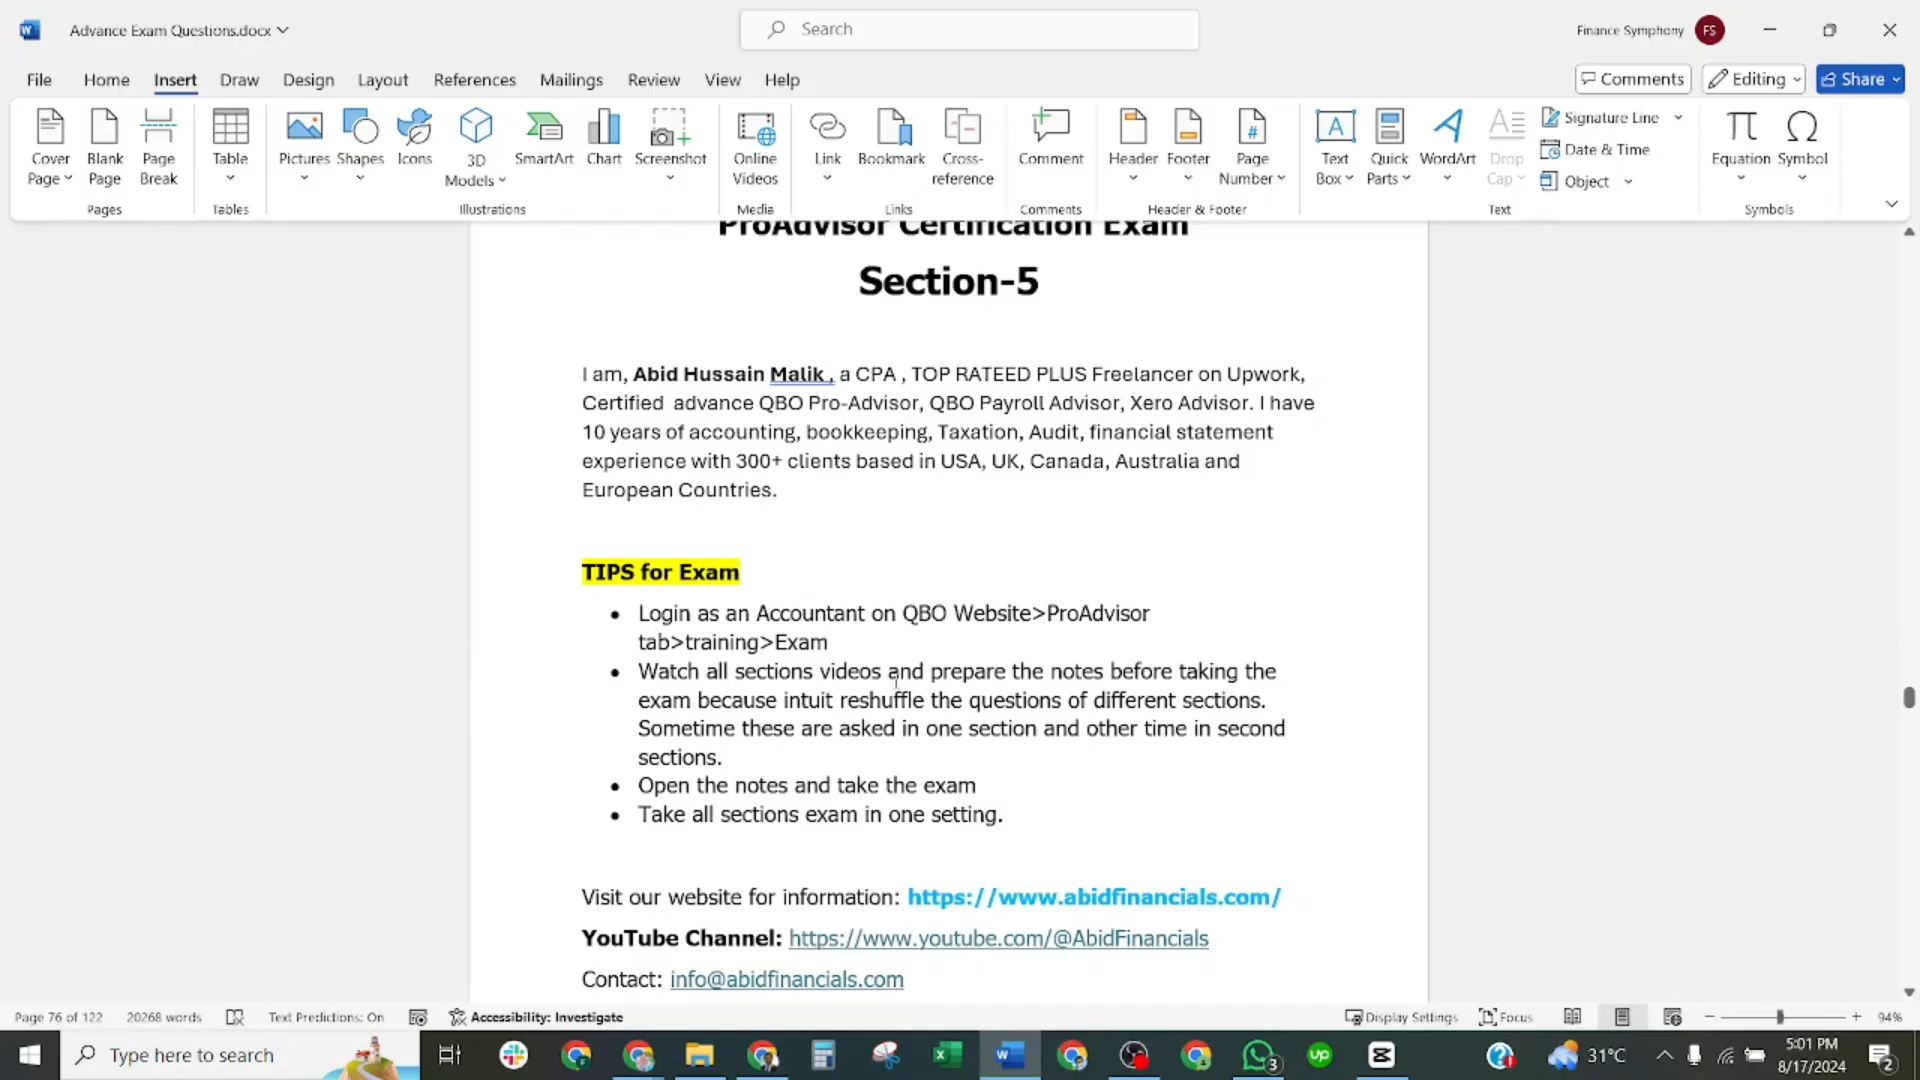 Advance Exam Questions.docx
Search
Finance Symphony
FS
File Home Insert Draw Design Layout References Mailings Review View Help
Comments Editing Share
Cover Page
Blank Page
Page Break
Table
Pictures
Shapes
Icons
3D Models
SmartArt
Chart
Screenshot
Online Videos
Link
Bookmark
Cross-reference
Comment
Header
Footer
Page Number
Text Box
Quick Parts
WordArt
Drop Cap
Signature Line
Date & Time
Object
Equation
Symbol
Pages Tables Illustrations Media Links Comments Header & Footer Text Symbols
ProAdvisor Certification Exam
Section-5
I am, Abid Hussain Malik , a CPA , TOP RATEED PLUS Freelancer on Upwork,
Certified advance QBO Pro-Advisor, QBO Payroll Advisor, Xero Advisor. I have
10 years of accounting, bookkeeping, Taxation, Audit, financial statement
experience with 300+ clients based in USA, UK, Canada, Australia and
European Countries.
TIPS for Exam
• Login as an Accountant on QBO Website>ProAdvisor
tab>training>Exam
• Watch all sections videos and prepare the notes before taking the
exam because intuit reshuffle the questions of different sections.
Sometime these are asked in one section and other time in second
sections.
• Open the notes and take the exam
• Take all sections exam in one setting.
Visit our website for information: https://www.abidfinancials.com/
YouTube Channel: https://www.youtube.com/@AbidFinancials
Contact: info@abidfinancials.com
Page 76 of 122 20268 words Text Predictions: On Accessibility: Investigate Display Settings Focus 94%
Type here to search
31°C
5:01 PM
8/17/2024